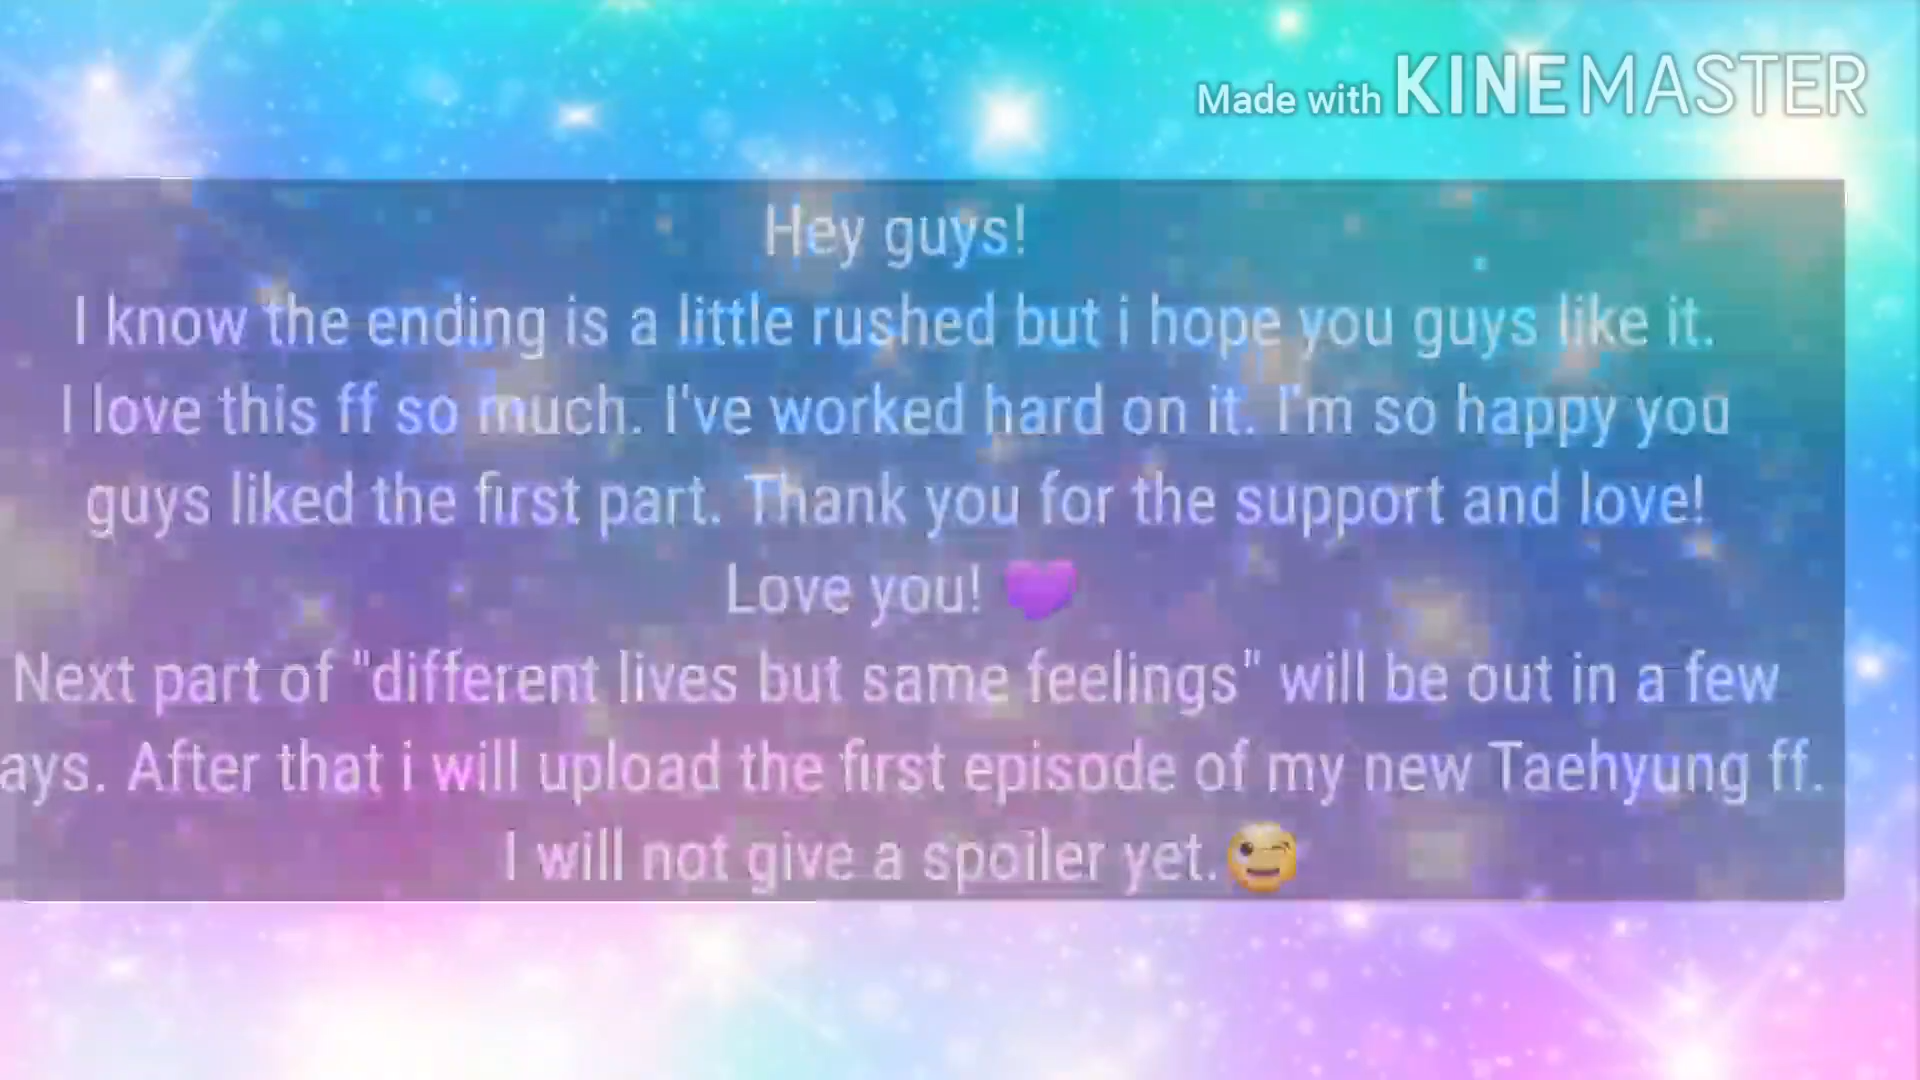 Made with KINEMASTER
Hey guys!
I know the ending is a little rushed but i hope you guys like it.
I love this ff so much. I've worked hard on it. I'm so happy you
guys liked the first part. Thank you for the support and love!
Love you! 💜
Next part of "different lives but same feelings" will be out in a few
ays. After that i will upload the first episode of my new Taehyung ff.
I will not give a spoiler yet.😉